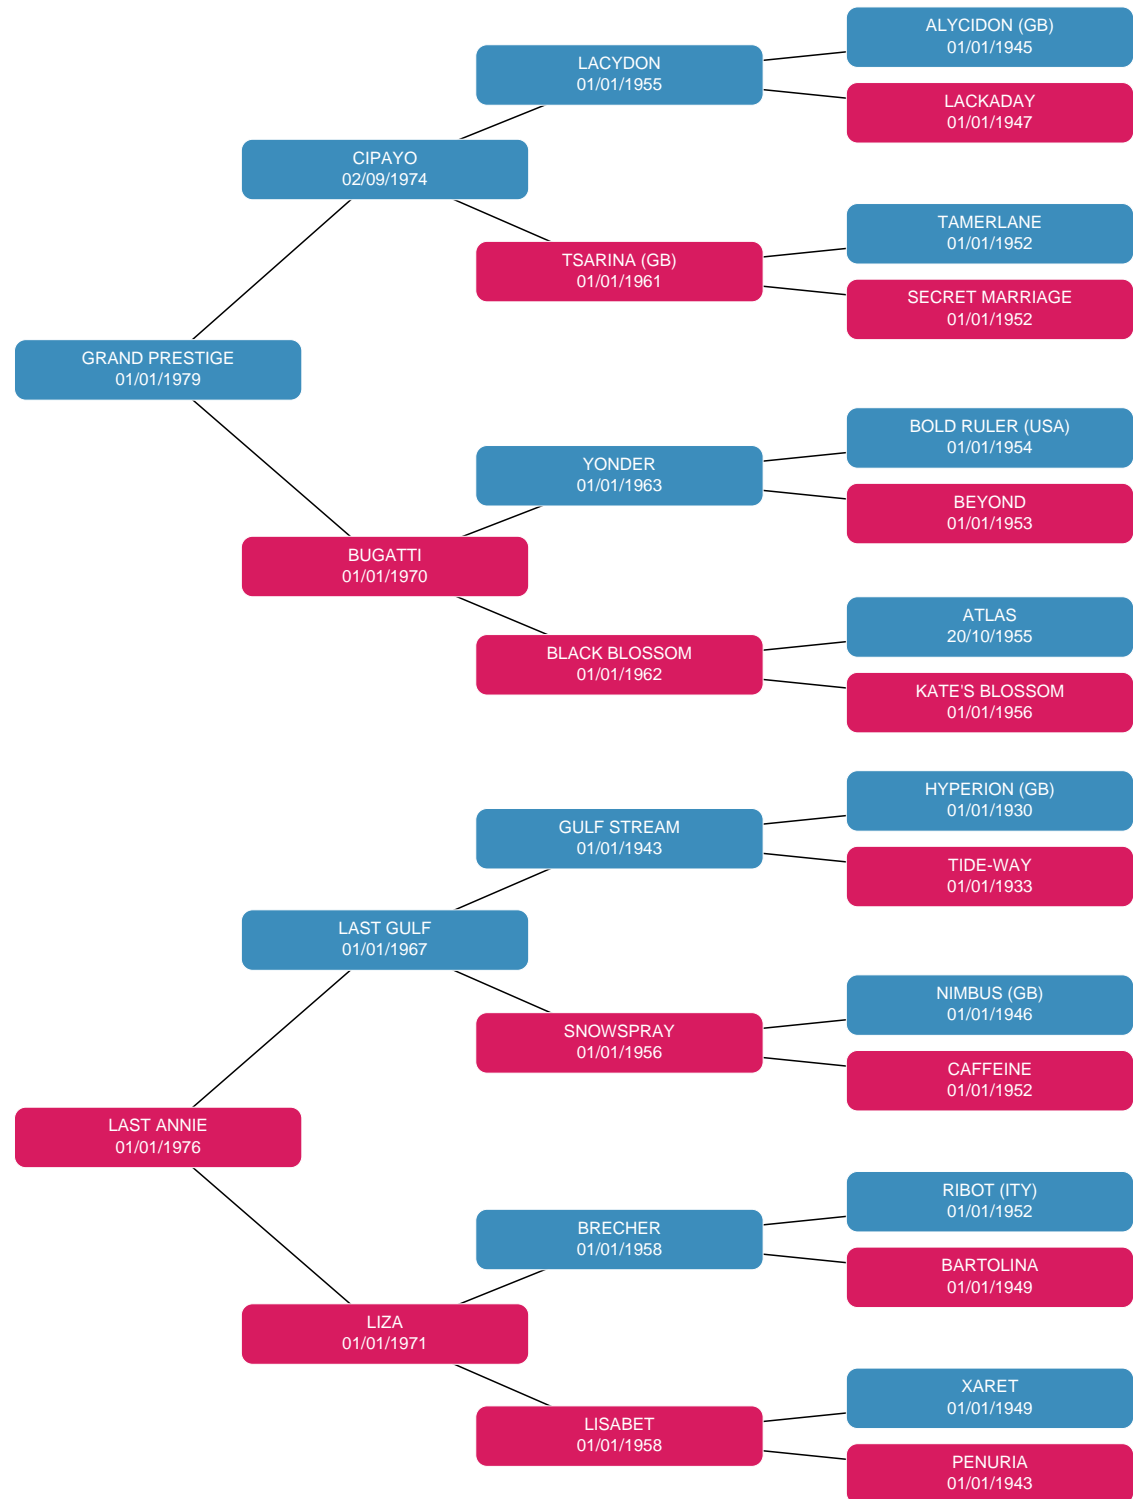 ALYCIDON (GB)
01/01/1945
LACYDON
01/01/1955
LACKADAY
01/01/1947
CIPAYO
02/09/1974
TAMERLANE
01/01/1952
TSARINA (GB)
01/01/1961
SECRET MARRIAGE
01/01/1952
GRAND PRESTIGE
01/01/1979
BOLD RULER (USA)
01/01/1954
YONDER
01/01/1963
BEYOND
01/01/1953
BUGATTI
01/01/1970
ATLAS
20/10/1955
BLACK BLOSSOM
01/01/1962
KATE'S BLOSSOM
01/01/1956
HYPERION (GB)
01/01/1930
GULF STREAM
01/01/1943
TIDE-WAY
01/01/1933
LAST GULF
01/01/1967
NIMBUS (GB)
01/01/1946
SNOWSPRAY
01/01/1956
CAFFEINE
01/01/1952
LAST ANNIE
01/01/1976
RIBOT (ITY)
01/01/1952
BRECHER
01/01/1958
BARTOLINA
01/01/1949
LIZA
01/01/1971
XARET
01/01/1949
LISABET
01/01/1958
PENURIA
01/01/1943